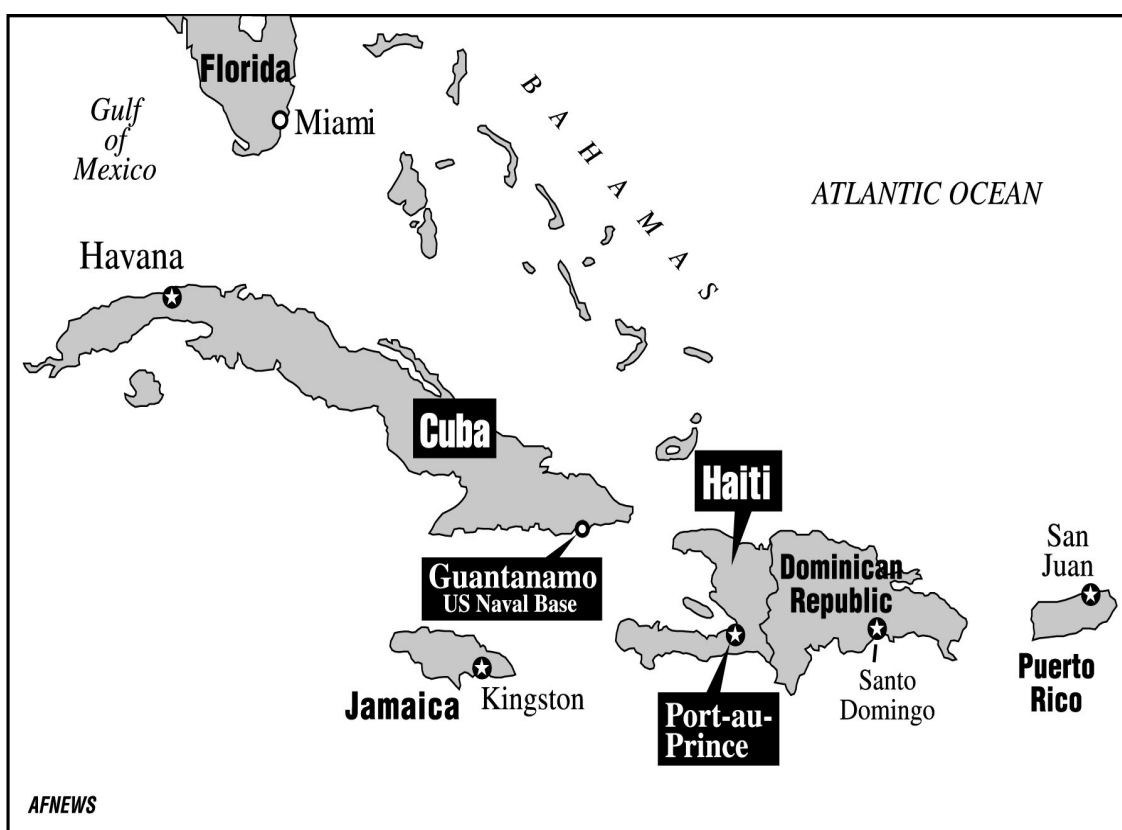 Florida
Gulf
of
Mexico
Miami
BAHAMAS
ATLANTIC OCEAN
Havana
Cuba
Haiti
Guantanamo
US Naval Base
Dominican
Republic
San
Juan
Jamaica
Kingston
Port-au-
Prince
Santo
Domingo
Puerto
Rico
AFNEWS